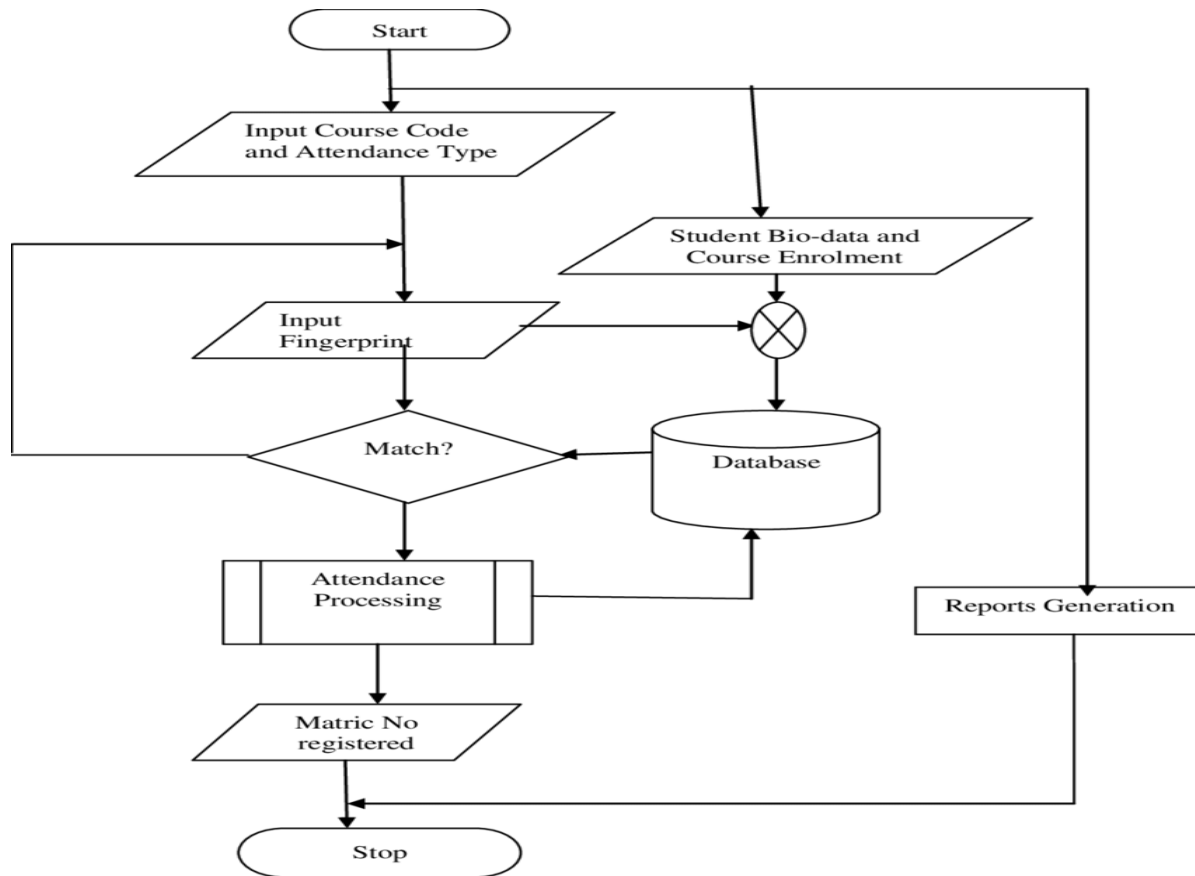 Start
Input Course Code
and Attendance Type
Student Bio-data and
Course Enrolment
Input
Fingerprint
Match?
Database
Attendance
Processing
Reports Generation
Matric No
registered
Stop